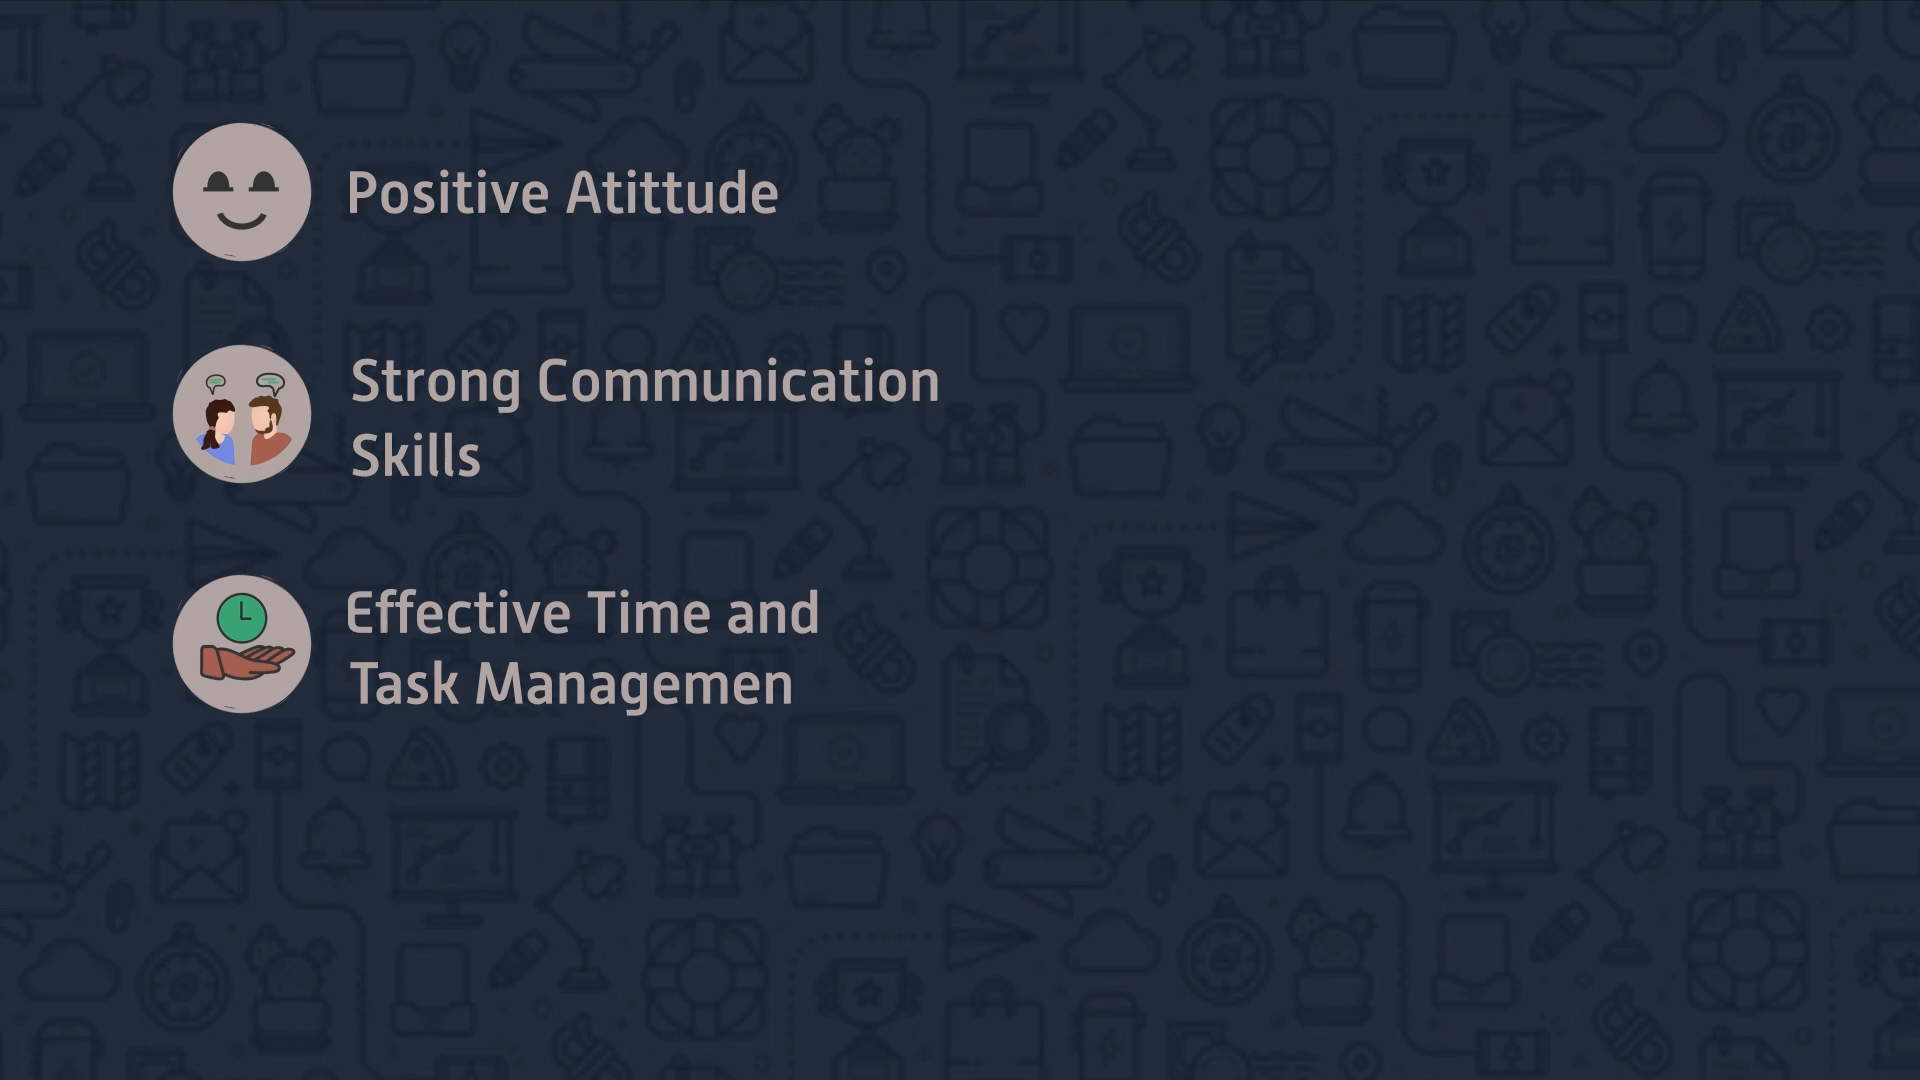 Positive Atittude
Strong Communication
Skills
Effective Time and
Task Managemen